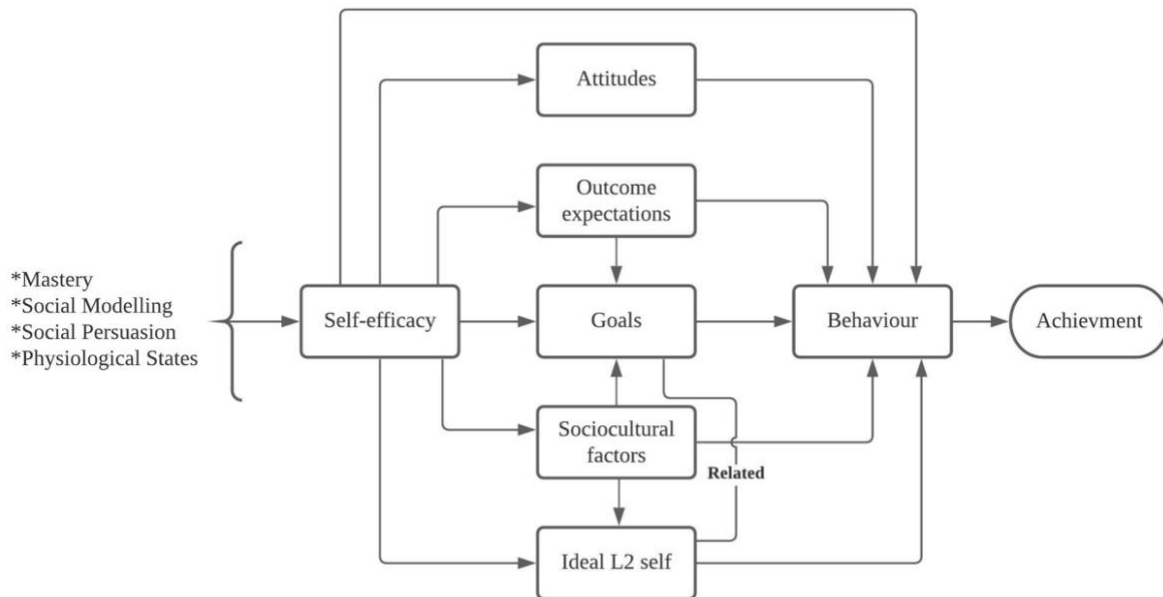 Attitudes
Outcome
expectations
*Mastery
*Social Modelling
*Social Persuasion
*Physiological States
Self-efficacy
Goals
Behaviour
Achievment
Sociocultural
factors
Related
Ideal L2 self